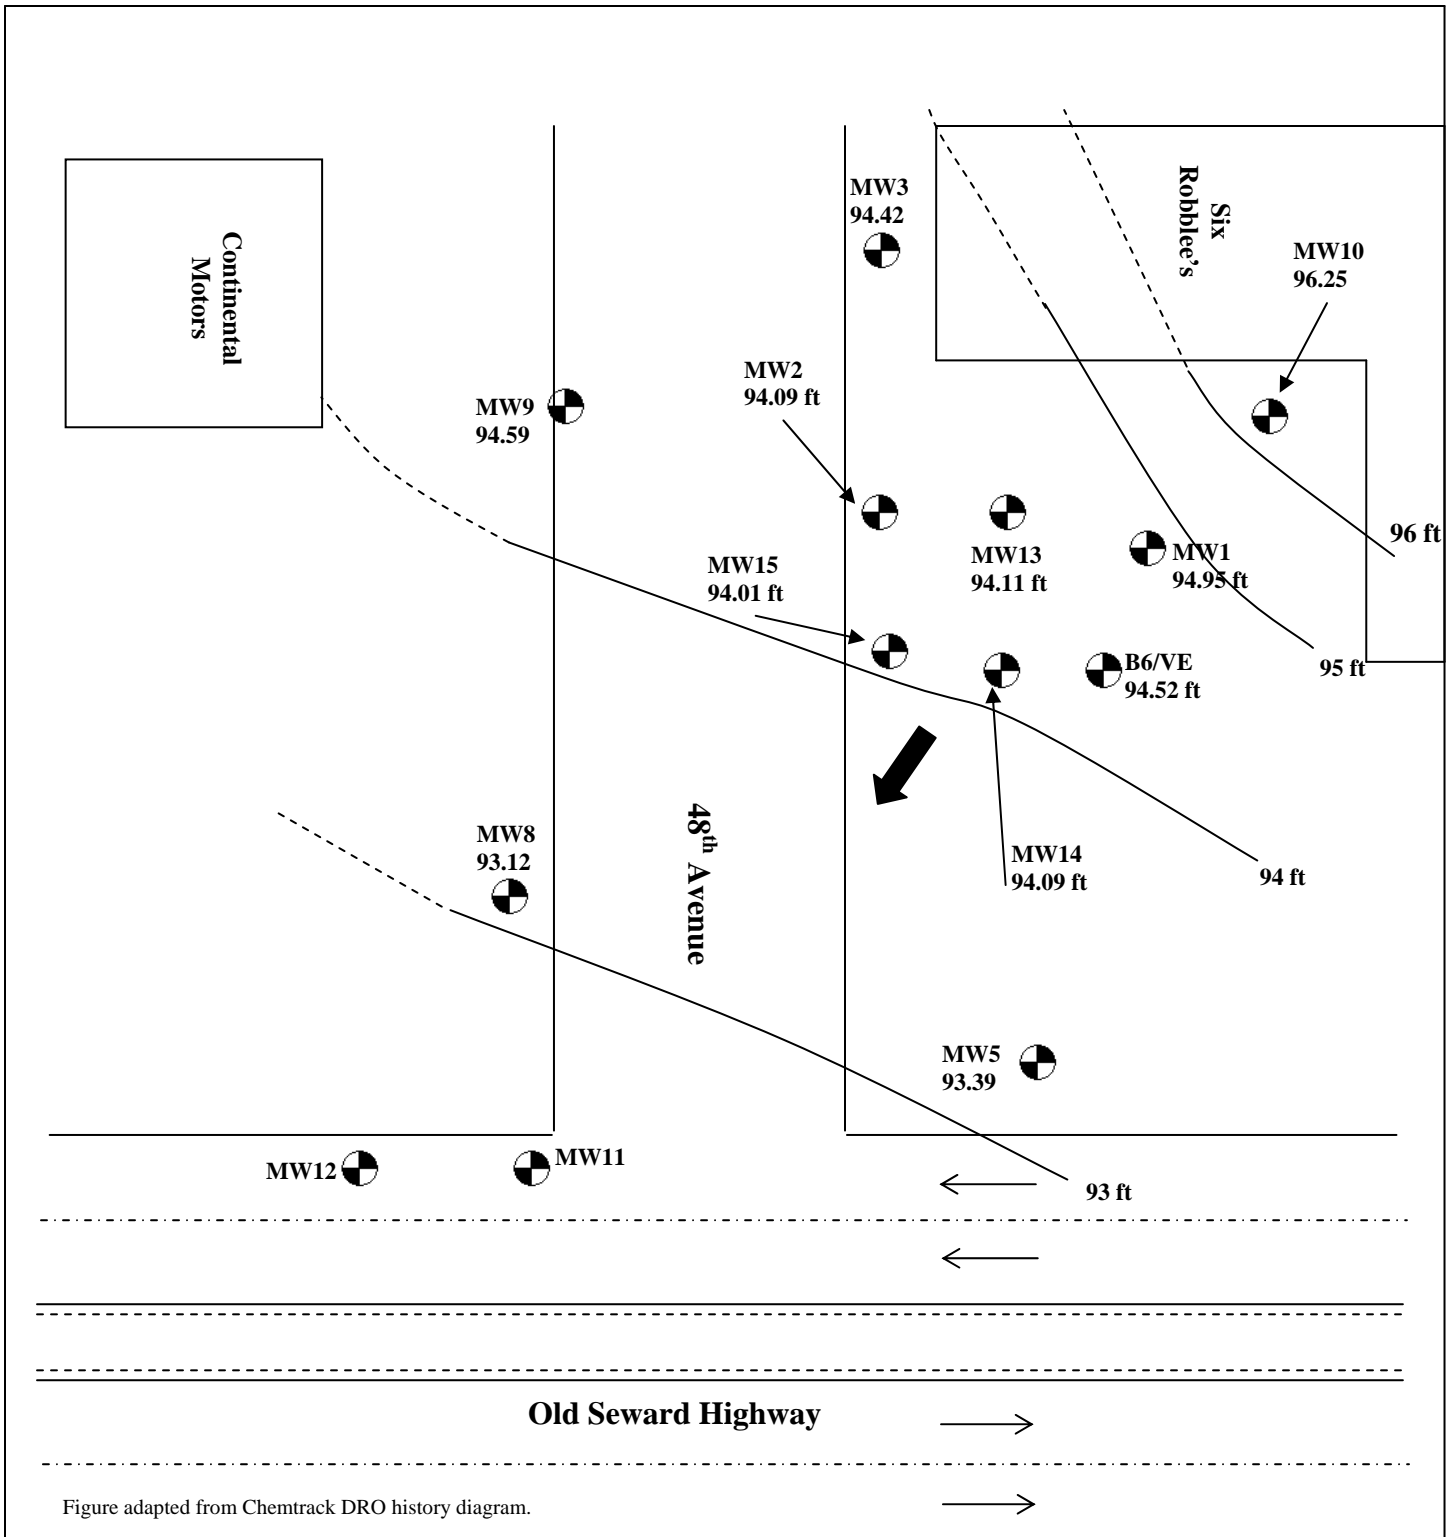 MW3
94.42
Six
Robblee's
MW10
96.25
Continental
Motors
MW2
94.09 ft
MW9
94.59
96 ft
MW13
94.11 ft
MW1
94.95 ft
MW15
94.01 ft
B6/VE
94.52 ft
95 ft
48th Avenue
MW8
93.12
MW14
94.09 ft
94 ft
MW5
93.39
MW12
MW11
93 ft
Old Seward Highway
Figure adapted from Chemtrack DRO history diagram.